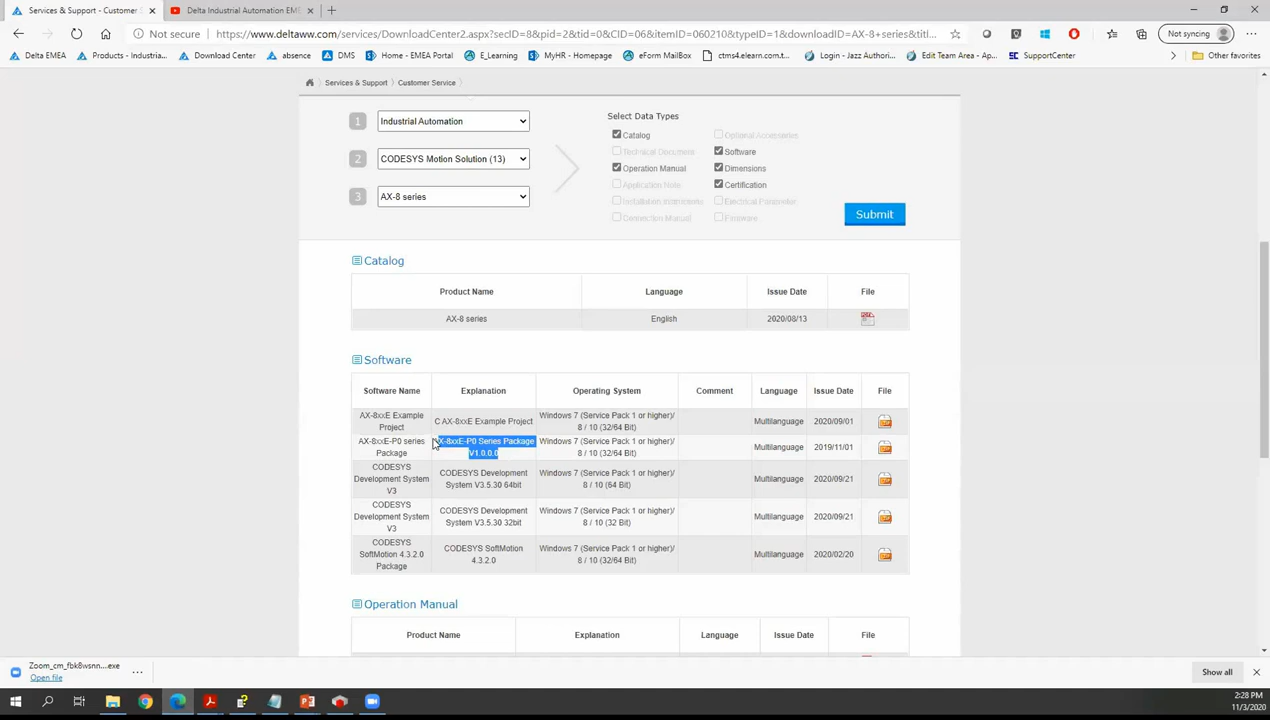 Services & Support - Customer S
Delta Industrial Automation EME
Not secure
https://www.deltaww.com/services/DownloadCenter2.aspx?secID=8&pid=2&tid=0&CID=06&itemID=060210&typeID=1&downloadID=AX-8+series&titl...
Not syncing
Delta EMEA
Products - Industria...
Download Center
absence
DMS
Home - EMEA Portal
E_Learning
MyHR - Homepage
eForm MailBox
ctms4.elearn.com.t...
Login - Jazz Authori...
Edit Team Area - Ap...
SupportCenter
Other favorites
Services & Support > Customer Service >
1 Industrial Automation
2 CODESYS Motion Solution (13)
3 AX-8 series
Select Data Types
Catalog
Optional Accessories
Technical Document
Software
Operation Manual
Dimensions
Application Note
Certification
Installation Instructions
Electrical Parameter
Connection Manual
Firmware
Submit
Catalog
Product Name Language Issue Date File
AX-8 series English 2020/08/13
Software
Software Name Explanation Operating System Comment Language Issue Date File
AX-8xxE Example
Project
C AX-8xxE Example Project
Windows 7 (Service Pack 1 or higher)/
8 / 10 (32/64 Bit)
Multilanguage
2020/09/01
AX-8xxE-P0 series
Package
X-8xxE-P0 Series Package
V1.0.0.0
Windows 7 (Service Pack 1 or higher)/
8 / 10 (32/64 Bit)
Multilanguage
2019/11/01
CODESYS
Development System
V3
CODESYS Development
System V3.5.30 64bit
Windows 7 (Service Pack 1 or higher)/
8 / 10 (64 Bit)
Multilanguage
2020/09/21
CODESYS
Development System
V3
CODESYS Development
System V3.5.30 32bit
Windows 7 (Service Pack 1 or higher)/
8 / 10 (32 Bit)
Multilanguage
2020/09/21
CODESYS
SoftMotion 4.3.2.0
Package
CODESYS SoftMotion
4.3.2.0
Windows 7 (Service Pack 1 or higher)/
8 / 10 (32/64 Bit)
Multilanguage
2020/02/20
Operation Manual
Product Name Explanation Language Issue Date File
Zoom_cm_fbk8wsnn....exe
Open file
Show all
2:28 PM
11/3/2020